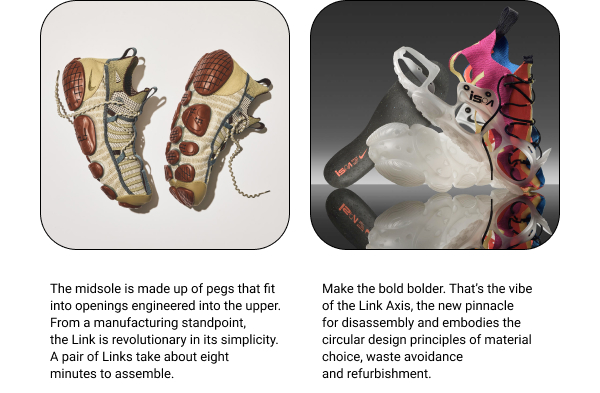 The midsole is made up of pegs that fit
into openings engineered into the upper.
From a manufacturing standpoint,
the Link is revolutionary in its simplicity.
A pair of Links take about eight
minutes to assemble.
Make the bold bolder. That’s the vibe
of the Link Axis, the new pinnacle
for disassembly and embodies the
circular design principles of material
choice, waste avoidance
and refurbishment.